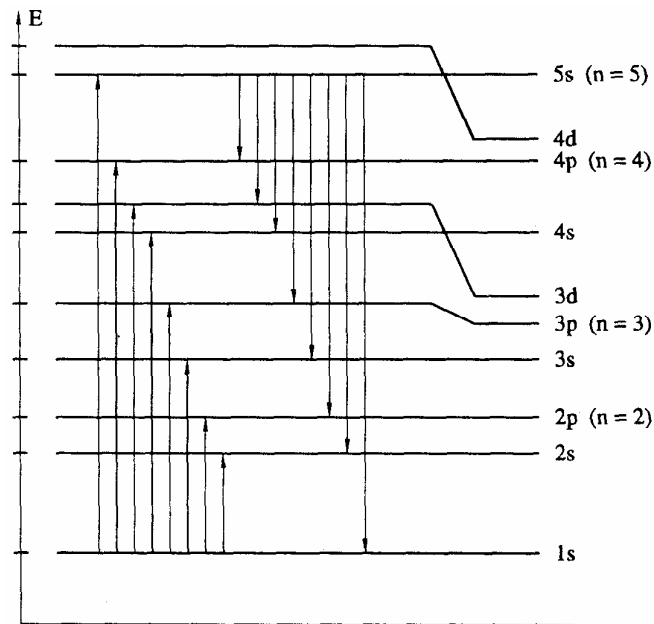 E
5s (n = 5)
4d
4p (n = 4)
4s
3d
3p (n = 3)
3s
2p (n = 2)
2s
1s